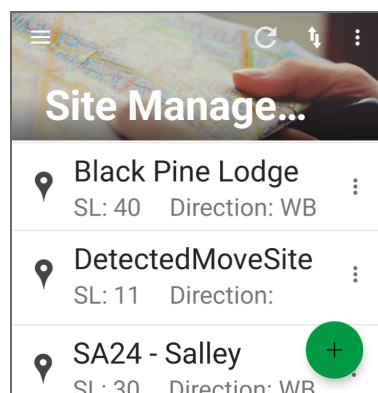 Site Manage...
Black Pine Lodge
SL: 40 Direction: WB
DetectedMoveSite
SL: 11 Direction:
SA24 - Salley
SL: 30 Direction: WB